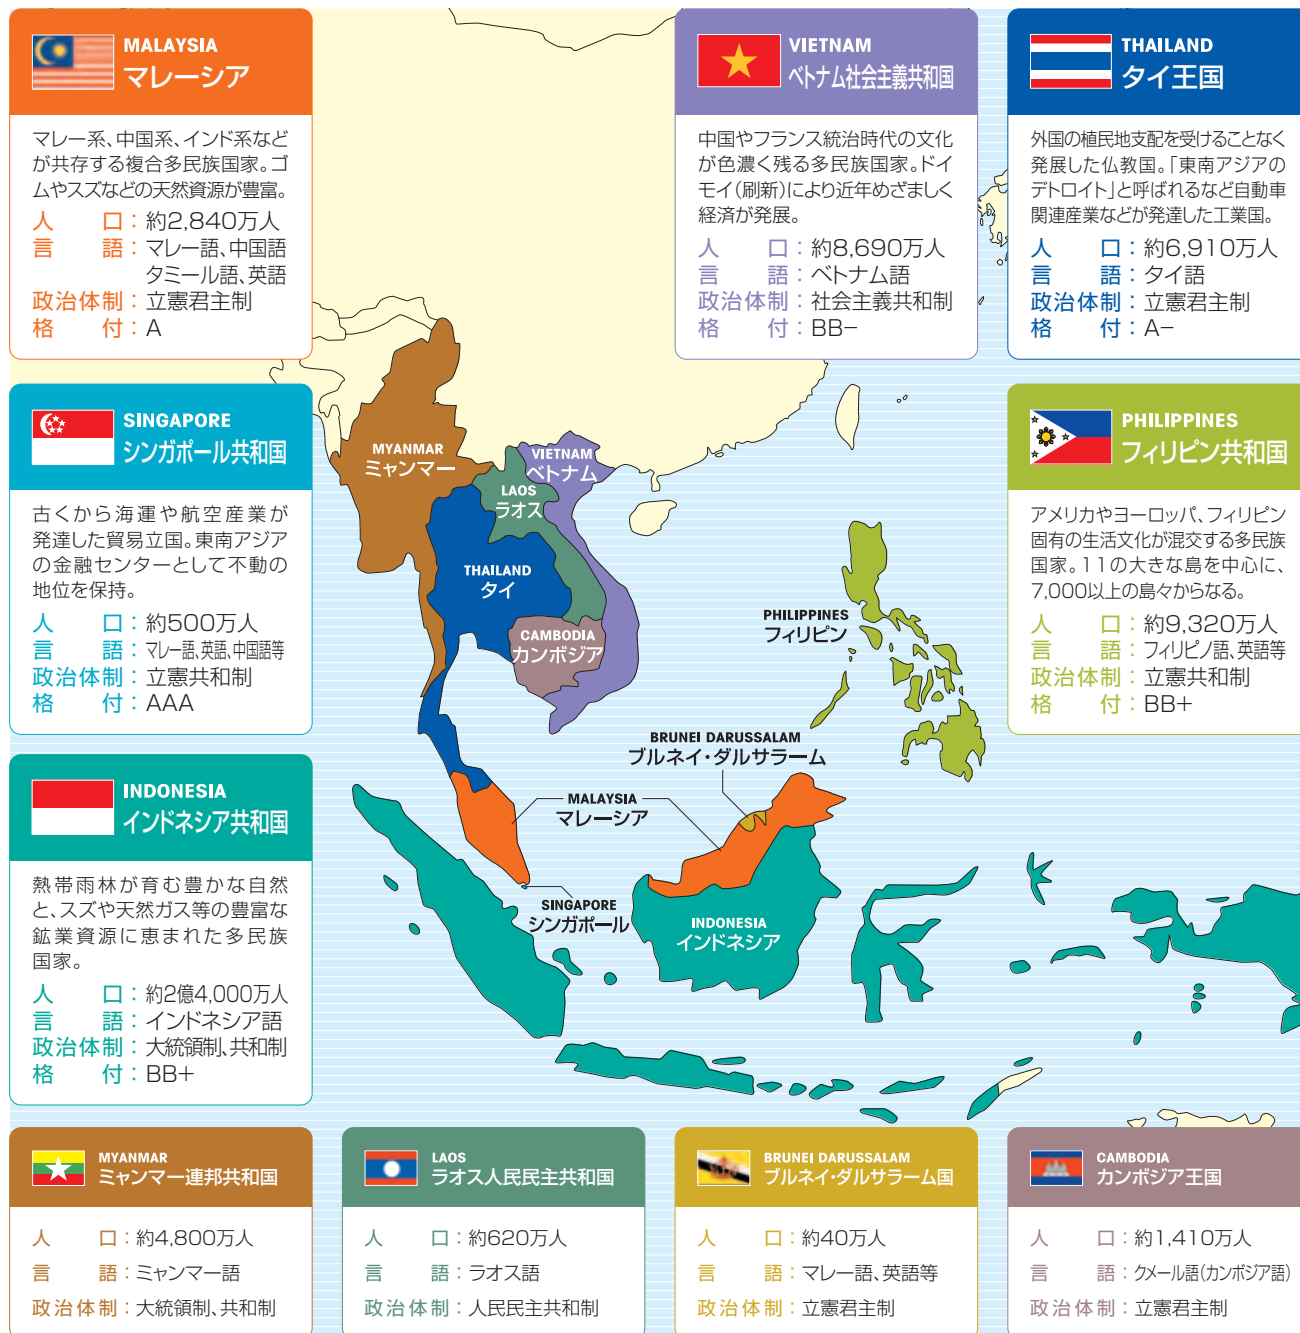 MALAYSIA
マレーシア
マレー系、中国系、インド系など
が共存する複合多民族国家。ゴ
ムやスズなどの天然資源が豊富。
人口：約2,840万人
言語：マレー語、中国語
タミール語、英語
政治体制：立憲君主制
格付：A
VIETNAM
ベトナム社会主義共和国
中国やフランス統治時代の文化
が色濃く残る多民族国家。ドイ
モイ（刷新）により近年めざましく
経済が発展。
人口：約8,690万人
言語：ベトナム語
政治体制：社会主義共和制
格付：BB−
THAILAND
タイ王国
外国の植民地支配を受けることなく
発展した仏教国。「東南アジアの
デトロイト」と呼ばれるなど自動車
関連産業などが発達した工業国。
人口：約6,910万人
言語：タイ語
政治体制：立憲君主制
格付：A−
SINGAPORE
シンガポール共和国
古くから海運や航空産業が
発達した貿易立国。東南アジア
の金融センターとして不動の
地位を保持。
人口：約500万人
言語：マレー語、英語、中国語等
政治体制：立憲共和制
格付：AAA
PHILIPPINES
フィリピン共和国
アメリカやヨーロッパ、フィリピン
固有の生活文化が混交する多民族
国家。11の大きな島を中心に、
7,000以上の島々からなる。
人口：約9,320万人
言語：フィリピノ語、英語等
政治体制：立憲共和制
格付：BB+
INDONESIA
インドネシア共和国
熱帯雨林が育む豊かな自然
と、スズや天然ガス等の豊富な
鉱業資源に恵まれた多民族
国家。
人口：約2億4,000万人
言語：インドネシア語
政治体制：大統領制、共和制
格付：BB+
MYANMAR
ミャンマー
VIETNAM
ベトナム
LAOS
ラオス
THAILAND
タイ
CAMBODIA
カンボジア
PHILIPPINES
フィリピン
BRUNEI DARUSSALAM
ブルネイ・ダルサラーム
MALAYSIA
マレーシア
SINGAPORE
シンガポール
INDONESIA
インドネシア
MYANMAR
ミャンマー連邦共和国
人口：約4,800万人
言語：ミャンマー語
政治体制：大統領制、共和制
LAOS
ラオス人民民主共和国
人口：約620万人
言語：ラオス語
政治体制：人民民主共和制
BRUNEI DARUSSALAM
ブルネイ・ダルサラーム国
人口：約40万人
言語：マレー語、英語等
政治体制：立憲君主制
CAMBODIA
カンボジア王国
人口：約1,410万人
言語：クメール語（カンボジア語）
政治体制：立憲君主制